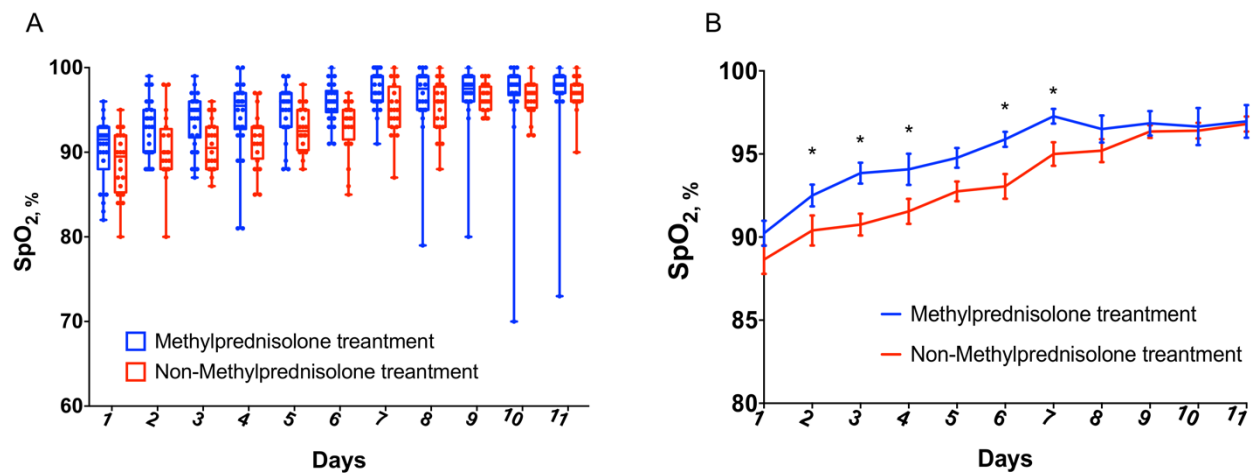 A
100
90
80
70
60
SpO2, %
Methylprednisolone treantment
Non-Methylprednisolone treantment
1 2 3 4 5 6 7 8 9 10 11
Days
B
100
95
90
85
80
SpO2, %
* * * * *
Methylprednisolone treantment
Non-Methylprednisolone treantment
1 2 3 4 5 6 7 8 9 10 11
Days